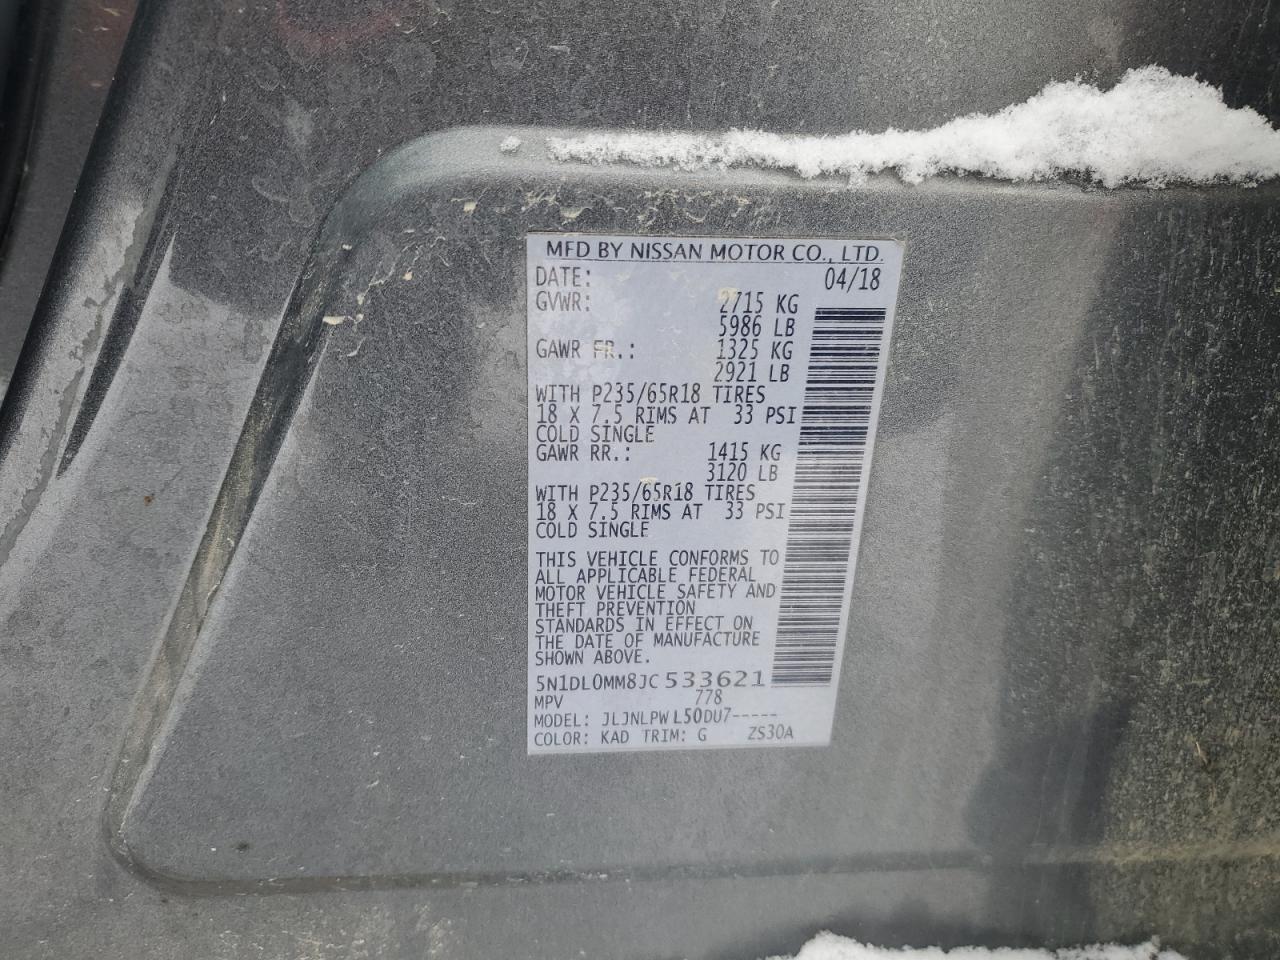 MFD BY NISSAN MOTOR CO., LTD.
DATE: 04/18
GVWR: 2715 KG
5986 LB
GAWR FR.: 1325 KG
2921 LB
WITH P235/65R18 TIRES
18 X 7.5 RIMS AT 33 PSI
COLD SINGLE
GAWR RR.: 1415 KG
3120 LB
WITH P235/65R18 TIRES
18 X 7.5 RIMS AT 33 PSI
COLD SINGLE
THIS VEHICLE CONFORMS TO
ALL APPLICABLE FEDERAL
MOTOR VEHICLE SAFETY AND
THEFT PREVENTION
STANDARDS IN EFFECT ON
THE DATE OF MANUFACTURE
SHOWN ABOVE.
5N1DL0MM8JC533621
MPV 778
MODEL: JLJNLPWL50DU7-----
COLOR: KAD TRIM: G ZS30A